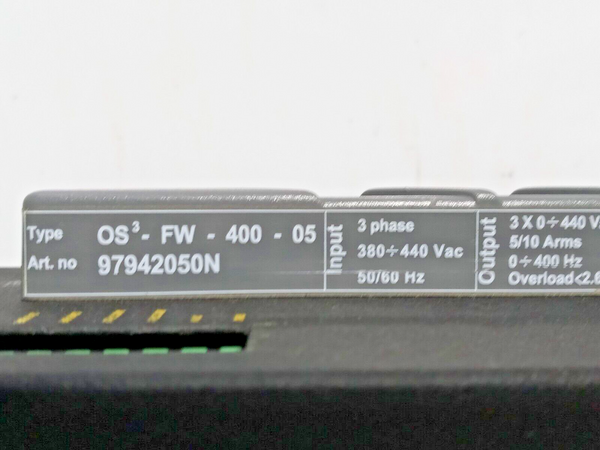 Type OS³- FW - 400 - 05
Art. no 97942050N
Input
3 phase
380÷440 Vac
50/60 Hz
Output
3 X 0÷440 V
5/10 Arms
0÷400 Hz
Overload<2.